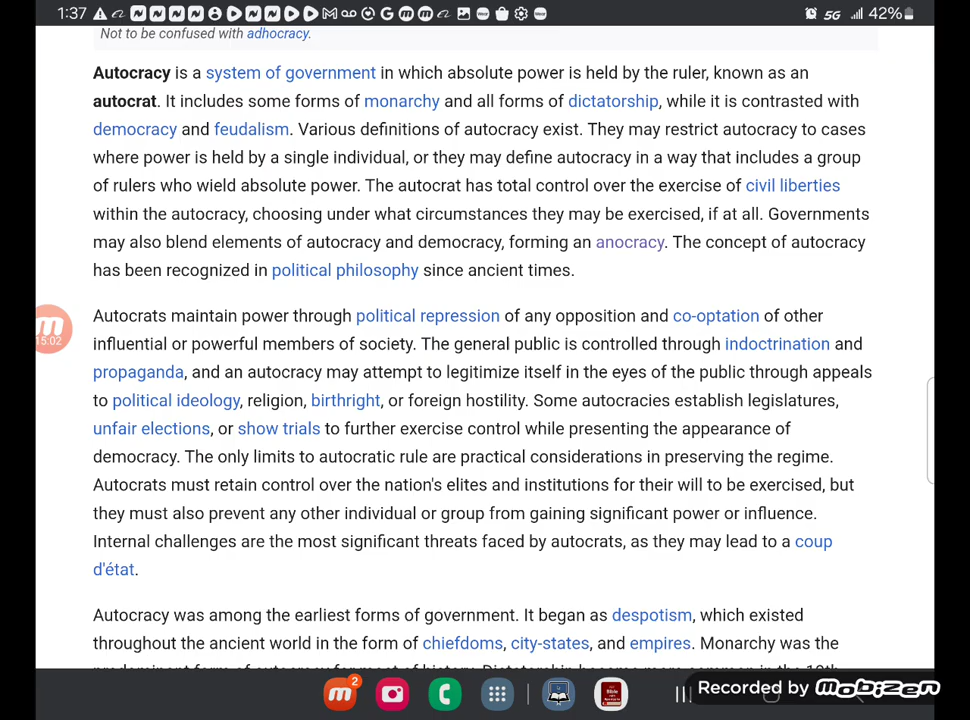 1:37
5G
42%
Not to be confused with adhocracy.
Autocracy is a system of government in which absolute power is held by the ruler, known as an
autocrat. It includes some forms of monarchy and all forms of dictatorship, while it is contrasted with
democracy and feudalism. Various definitions of autocracy exist. They may restrict autocracy to cases
where power is held by a single individual, or they may define autocracy in a way that includes a group
of rulers who wield absolute power. The autocrat has total control over the exercise of civil liberties
within the autocracy, choosing under what circumstances they may be exercised, if at all. Governments
may also blend elements of autocracy and democracy, forming an anocracy. The concept of autocracy
has been recognized in political philosophy since ancient times.
Autocrats maintain power through political repression of any opposition and co-optation of other
15:02
influential or powerful members of society. The general public is controlled through indoctrination and
propaganda, and an autocracy may attempt to legitimize itself in the eyes of the public through appeals
to political ideology, religion, birthright, or foreign hostility. Some autocracies establish legislatures,
unfair elections, or show trials to further exercise control while presenting the appearance of
democracy. The only limits to autocratic rule are practical considerations in preserving the regime.
Autocrats must retain control over the nation's elites and institutions for their will to be exercised, but
they must also prevent any other individual or group from gaining significant power or influence.
Internal challenges are the most significant threats faced by autocrats, as they may lead to a coup
d'état.
Autocracy was among the earliest forms of government. It began as despotism, which existed
throughout the ancient world in the form of chiefdoms, city-states, and empires. Monarchy was the
2
Bible
Recorded by mobizen